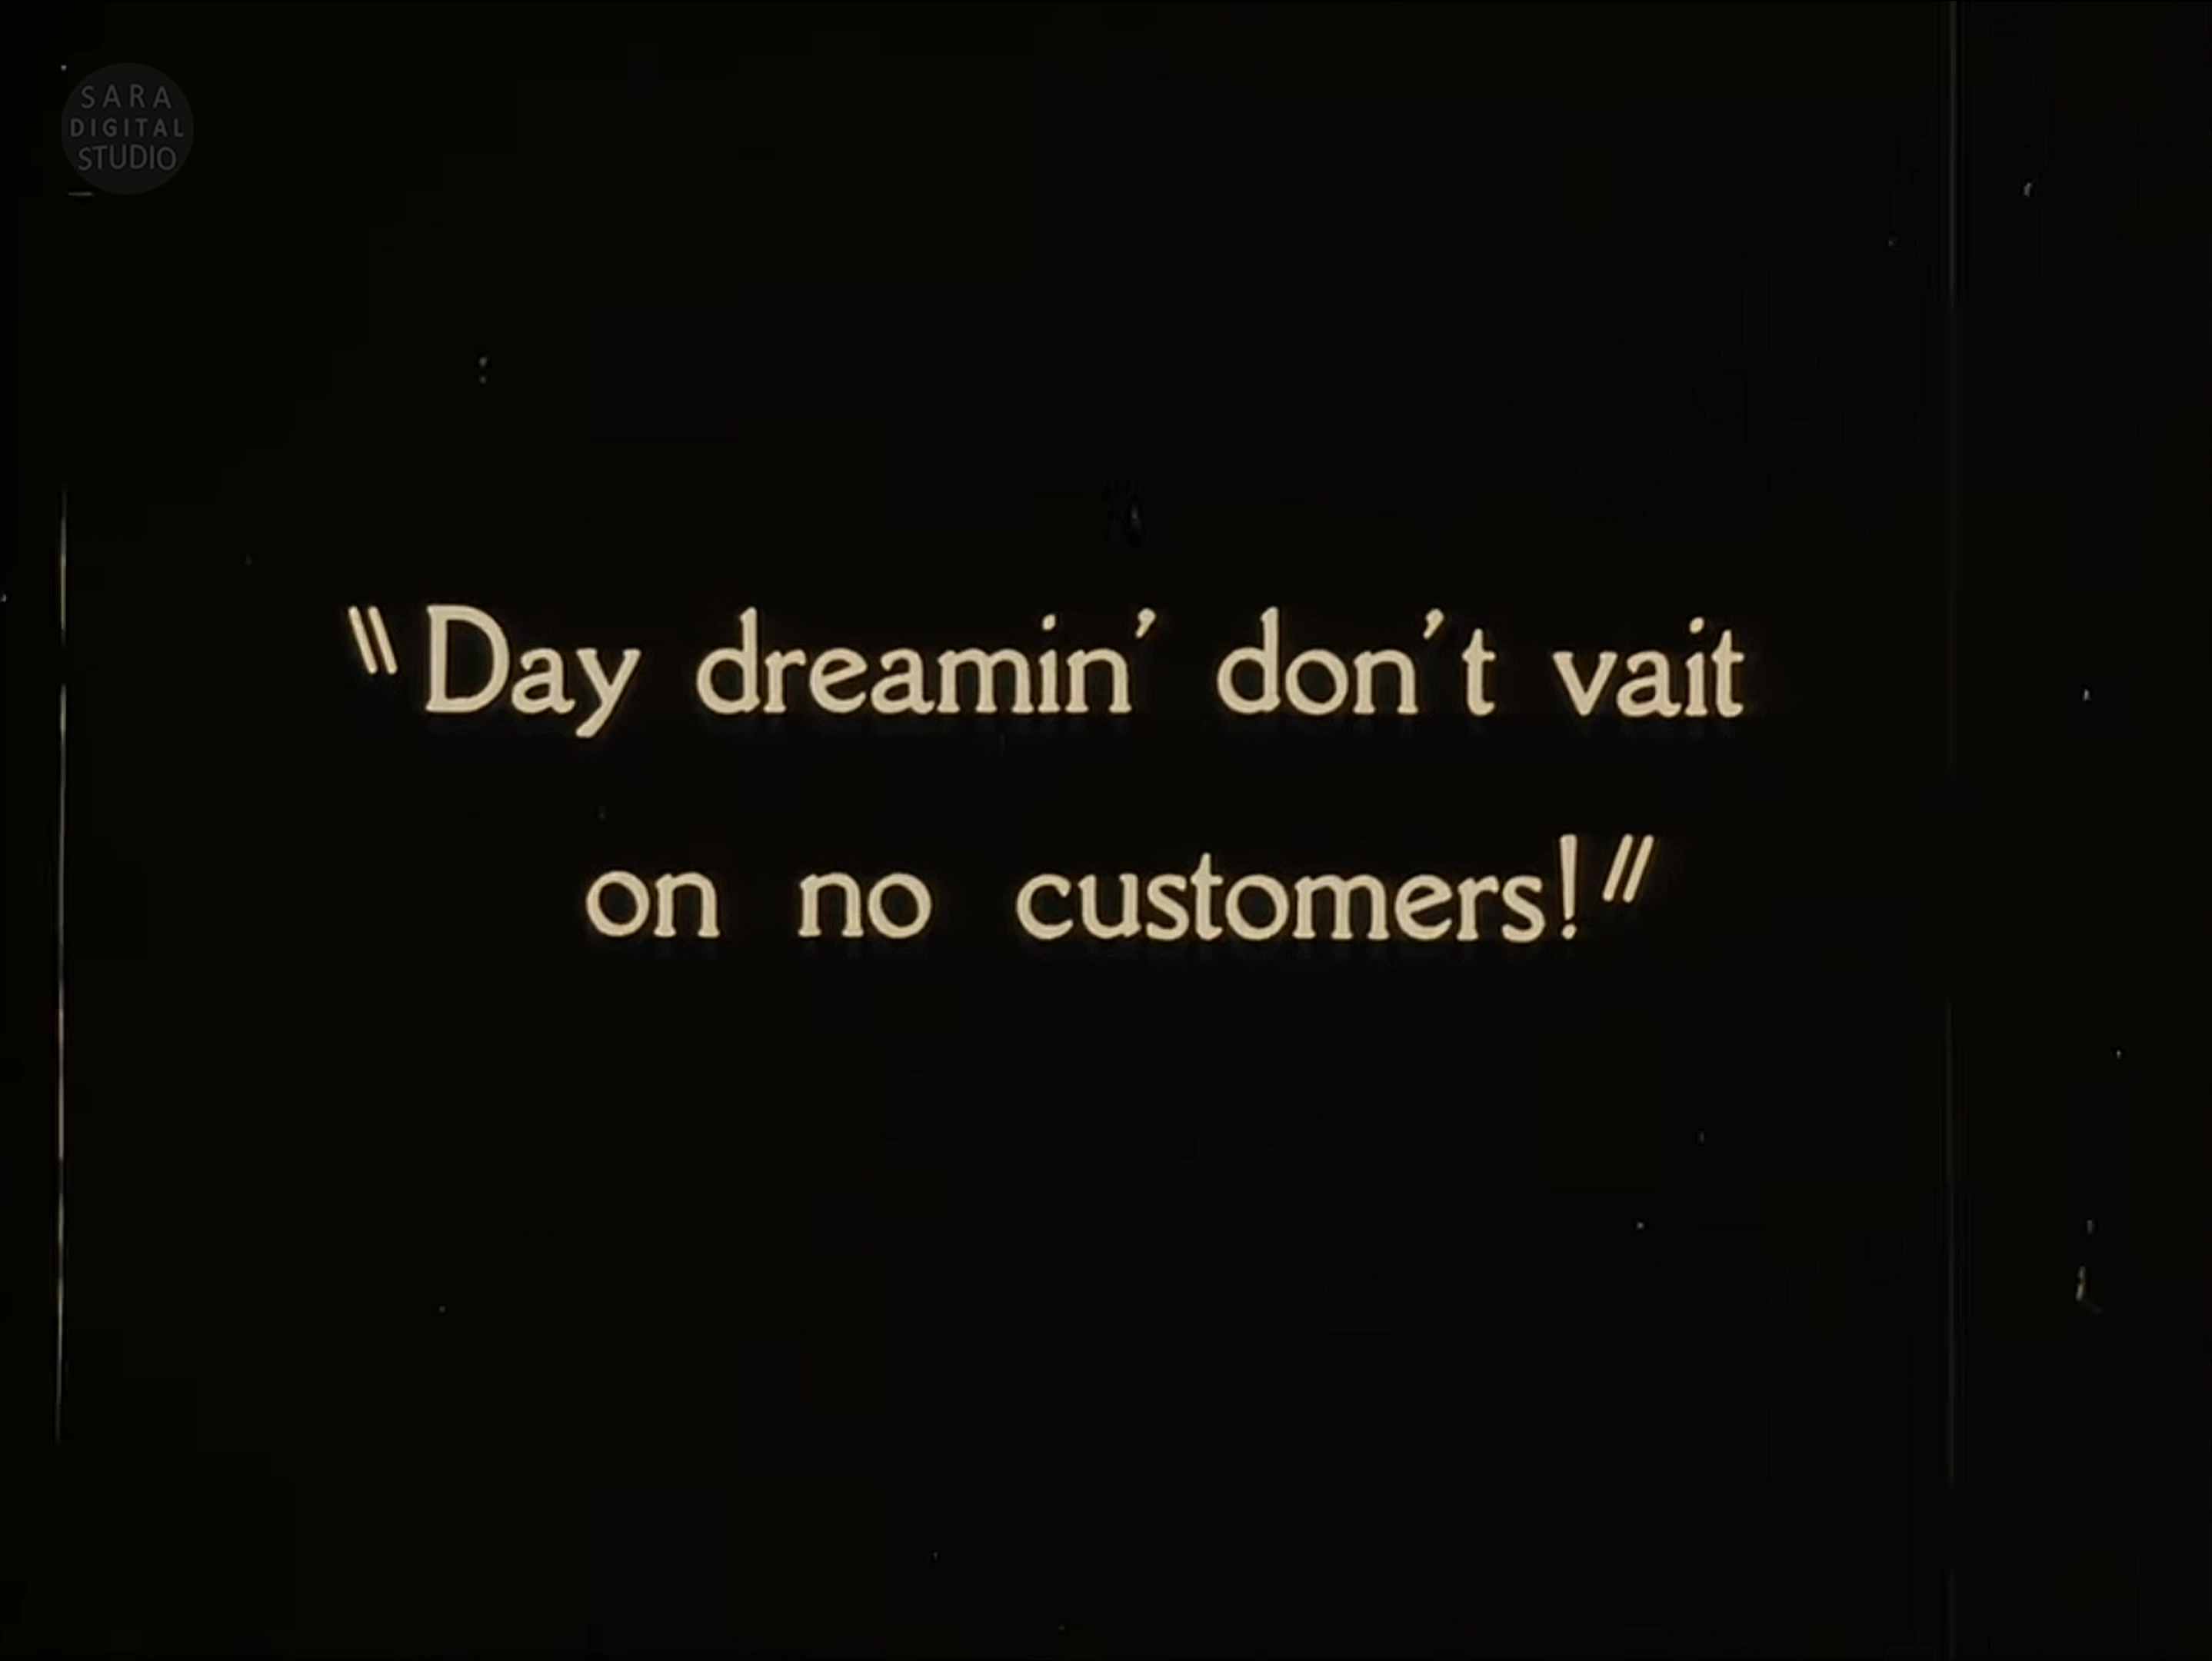 SARA
DIGITAL
STUDIO
"Day dreamin' don't vait
on no customers!"